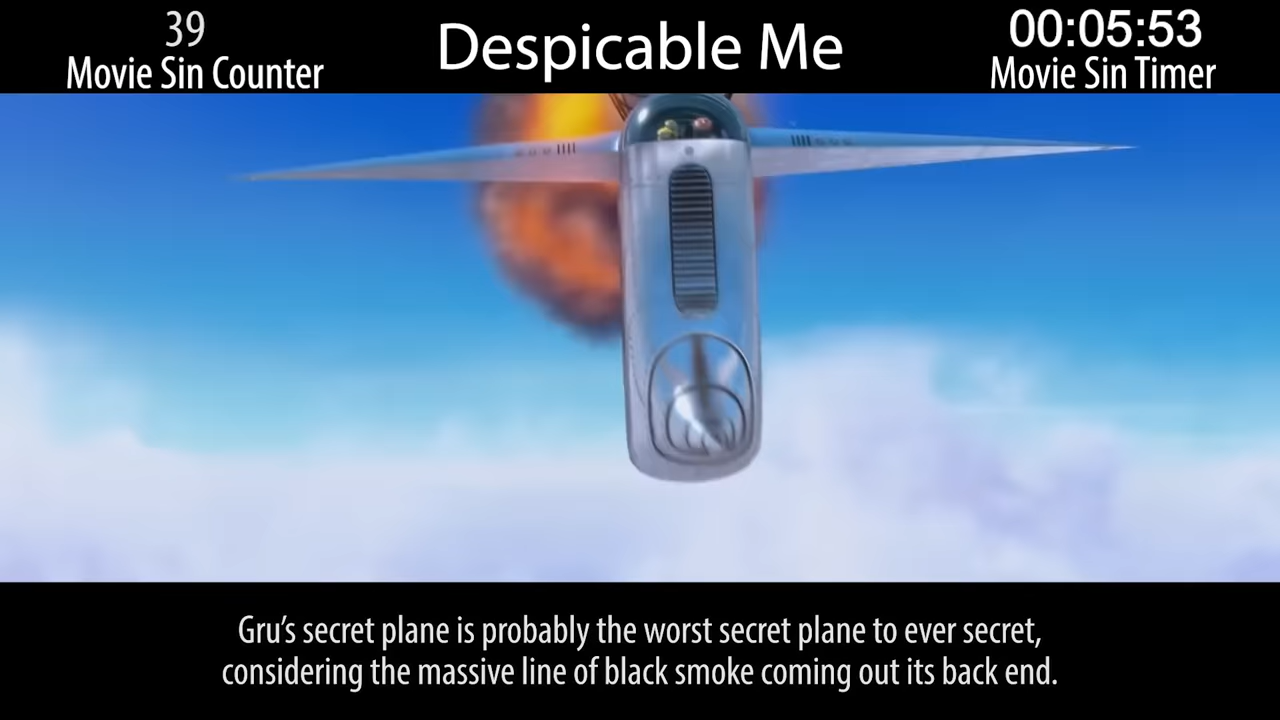 39
Movie Sin Counter
Despicable Me
00:05:53
Movie Sin Timer
Gru's secret plane is probably the worst secret plane to ever secret,
considering the massive line of black smoke coming out its back end.